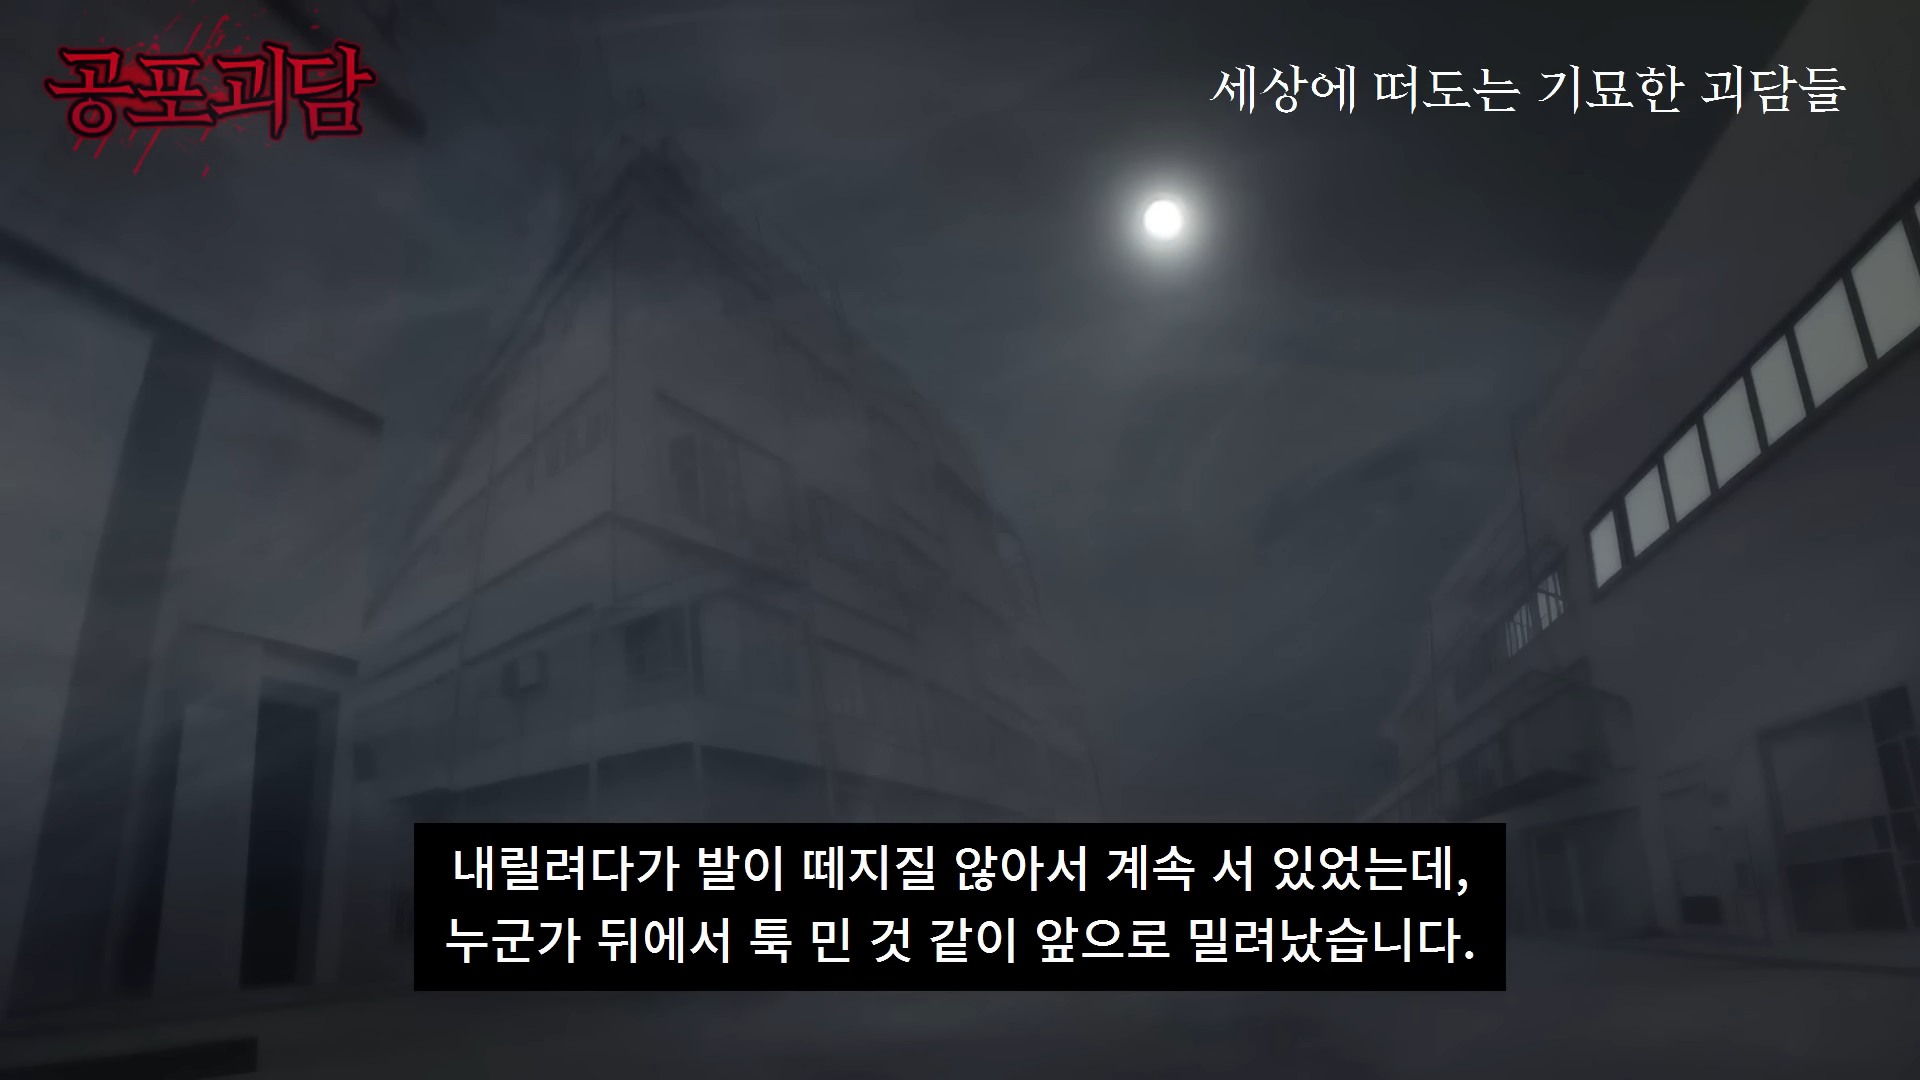 공포괴담
세상에 떠도는 기묘한 괴담들
내릴려다가 발이 떼지질 않아서 계속 서 있었는데,
누군가 뒤에서 툭 민 것 같이 앞으로 밀려났습니다.